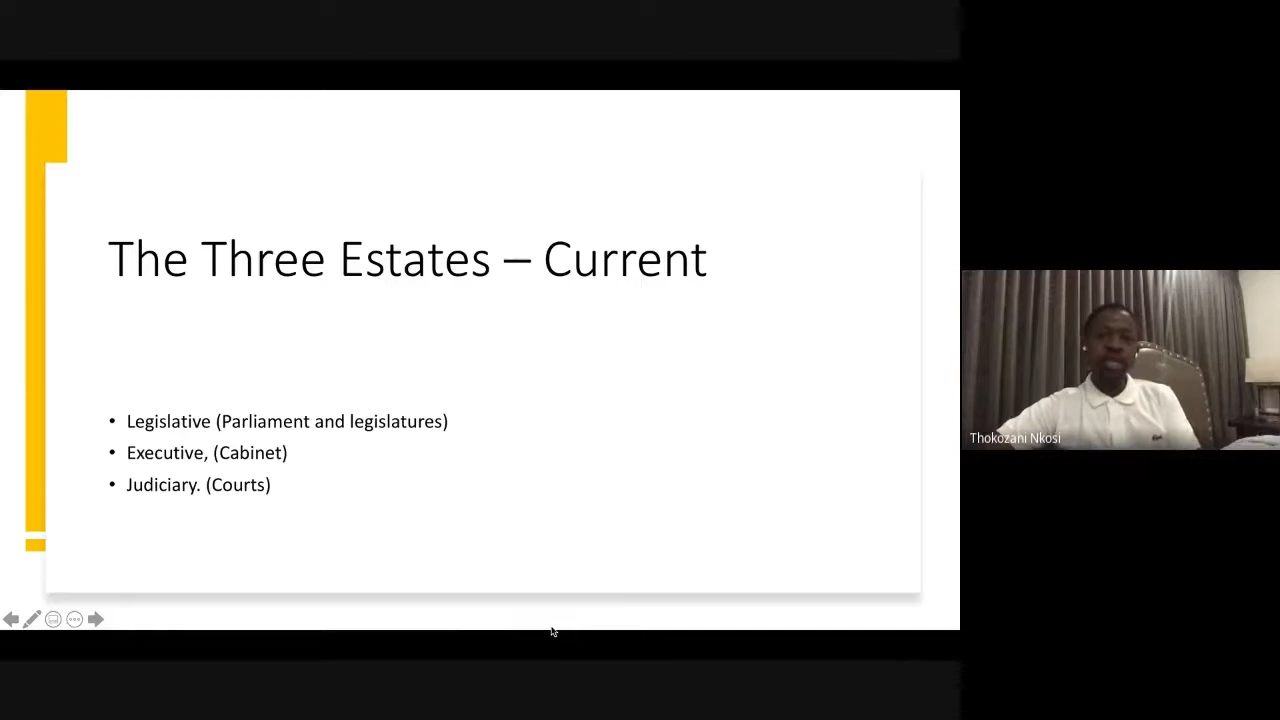 The Three Estates – Current
• Legislative (Parliament and legislatures)
• Executive, (Cabinet)
• Judiciary. (Courts)
Thokozani Nkosi